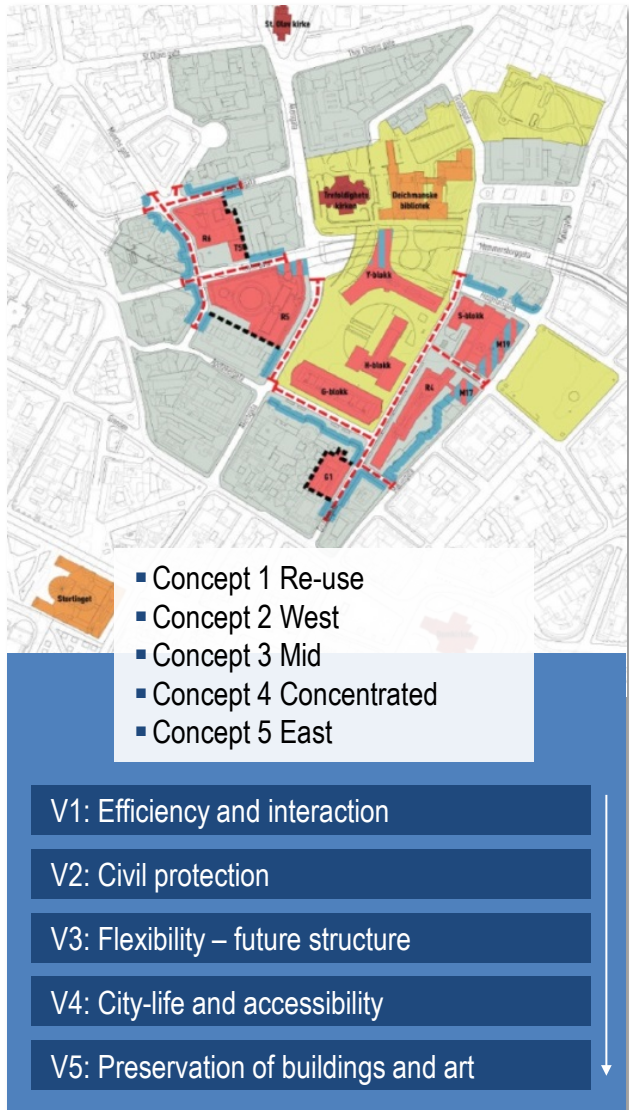 St. Olav kirke
Trefoldighets
kirken
Deichmanske
bibliotek
R6
Y-blokk
R5
S-blokk
M19
H-blokk
R4
M17
G-blokk
G1
Stortinget
▪ Concept 1 Re-use
▪ Concept 2 West
▪ Concept 3 Mid
▪ Concept 4 Concentrated
▪ Concept 5 East
V1: Efficiency and interaction
V2: Civil protection
V3: Flexibility – future structure
V4: City-life and accessibility
V5: Preservation of buildings and art